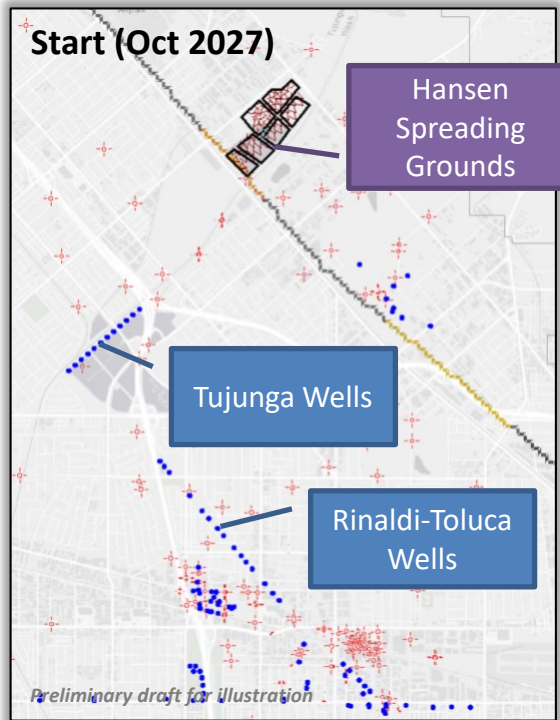 Start (Oct 2027)
Hansen
Spreading
Grounds
Tujunga Wells
Rinaldi-Toluca
Wells
Preliminary draft for illustration